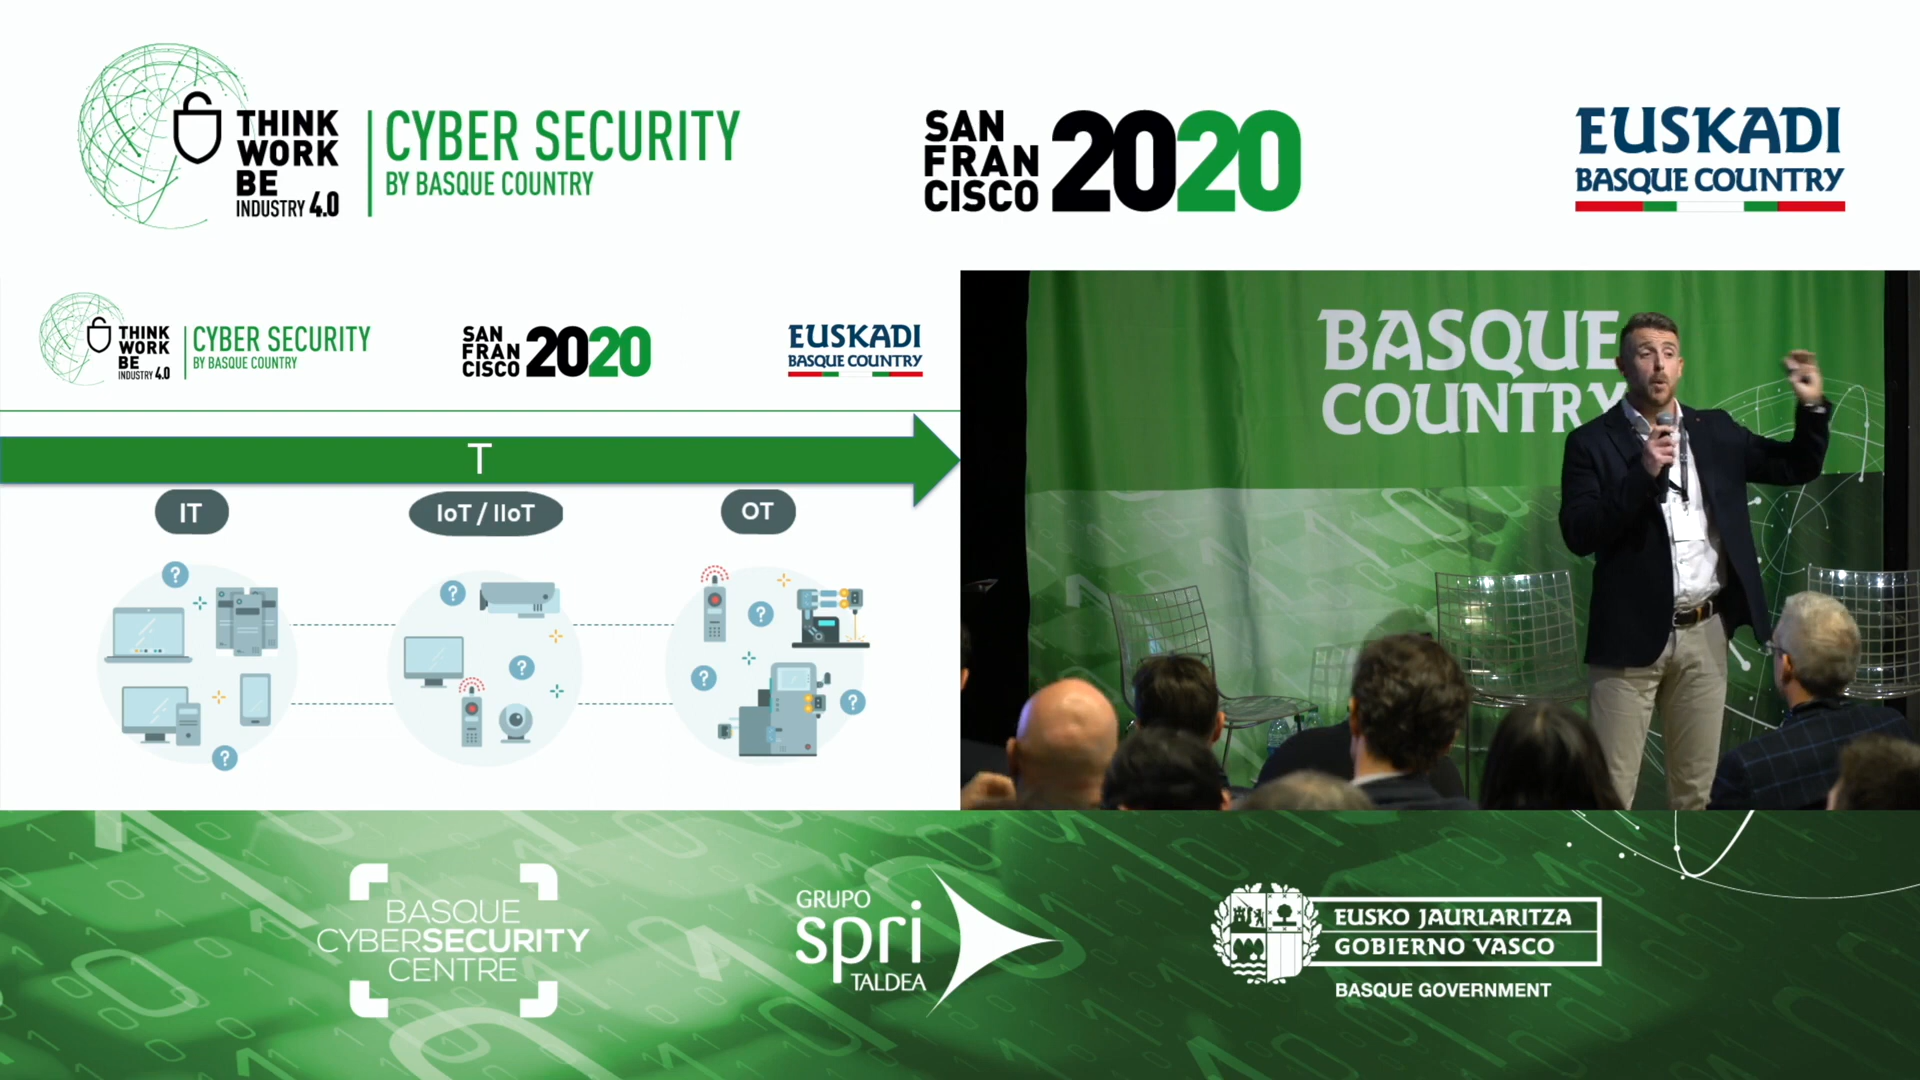 THINK
WORK
BE
INDUSTRY 4.0
CYBER SECURITY
BY BASQUE COUNTRY
SAN
FRAN
CISCO
2020
EUSKADI
BASQUE COUNTRY
THINK
WORK
BE
INDUSTRY 4.0
CYBER SECURITY
BY BASQUE COUNTRY
SAN
FRAN
CISCO
2020
EUSKADI
BASQUE COUNTRY
T
IT
IoT / IIoT
OT
?
?
?
?
?
?
?
BASQUE
COUNTRY
BASQUE
CYBERSECURITY
CENTRE
GRUPO
spri
TALDEA
EUSKO JAURLARITZA
GOBIERNO VASCO
BASQUE GOVERNMENT